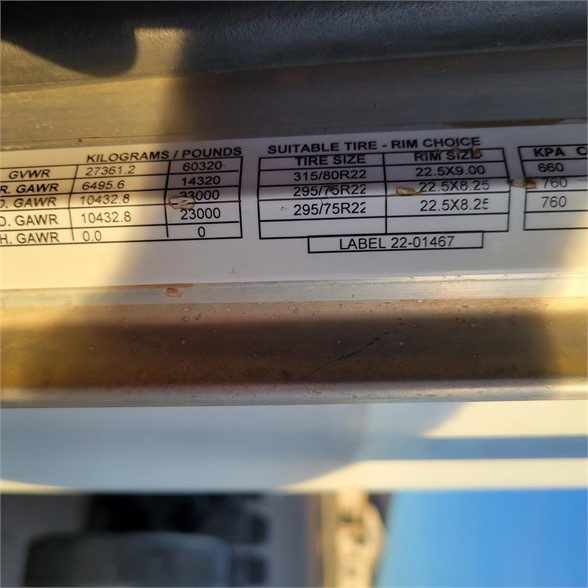 KILOGRAMS / POUNDS SUITABLE TIRE - RIM CHOICE
TIRE SIZE RIM SIZE KPA
GVWR 27361.2 60320 315/80R22 22.5X9.00 660
R. GAWR 6495.6 14320 295/75R22 22.5X8.25 760
D. GAWR 10432.8 23000 295/75R22 22.5X8.25 760
D. GAWR 10432.8 23000
H. GAWR 0.0 0
LABEL 22-01467